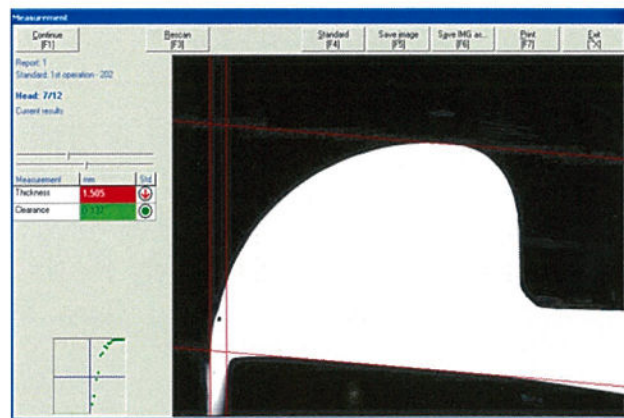 Measurement
Continue [F1]
Rescan [F3]
Standard [F4]
Save image [F5]
Save IMG as... [F6]
Print [F7]
Exit [^X]
Report: 1
Standard: 1st operation - 202
Head: 7/12
Current results
Measurement mm Std
Thickness 1.505
Clearance